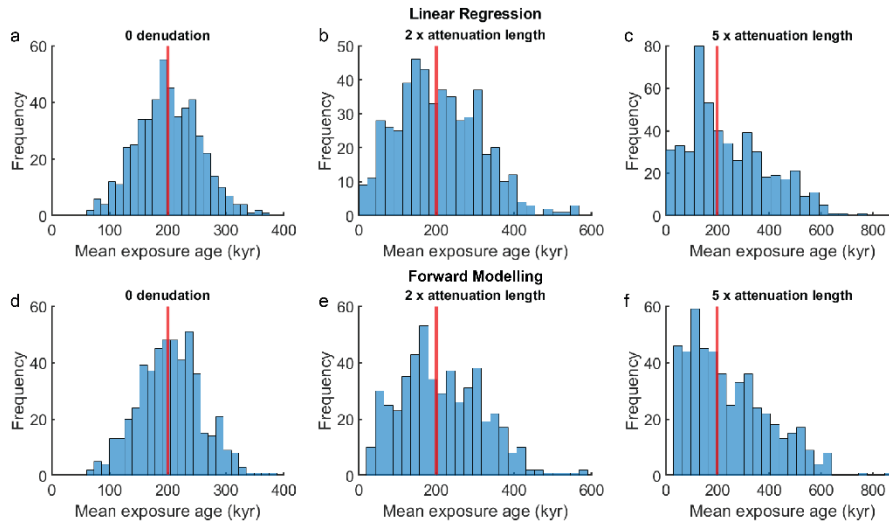 Linear Regression
a
0 denudation
b
2 x attenuation length
c
5 x attenuation length
Frequency
60
40
20
0
0 100 200 300 400
Mean exposure age (kyr)
Frequency
50
40
30
20
10
0
0 200 400 600
Mean exposure age (kyr)
Frequency
80
60
40
20
0
0 200 400 600 800
Mean exposure age (kyr)
Forward Modelling
d
0 denudation
e
2 x attenuation length
f
5 x attenuation length
Frequency
60
40
20
0
0 100 200 300 400
Mean exposure age (kyr)
Frequency
60
40
20
0
0 200 400 600
Mean exposure age (kyr)
Frequency
60
40
20
0
0 200 400 600 800
Mean exposure age (kyr)